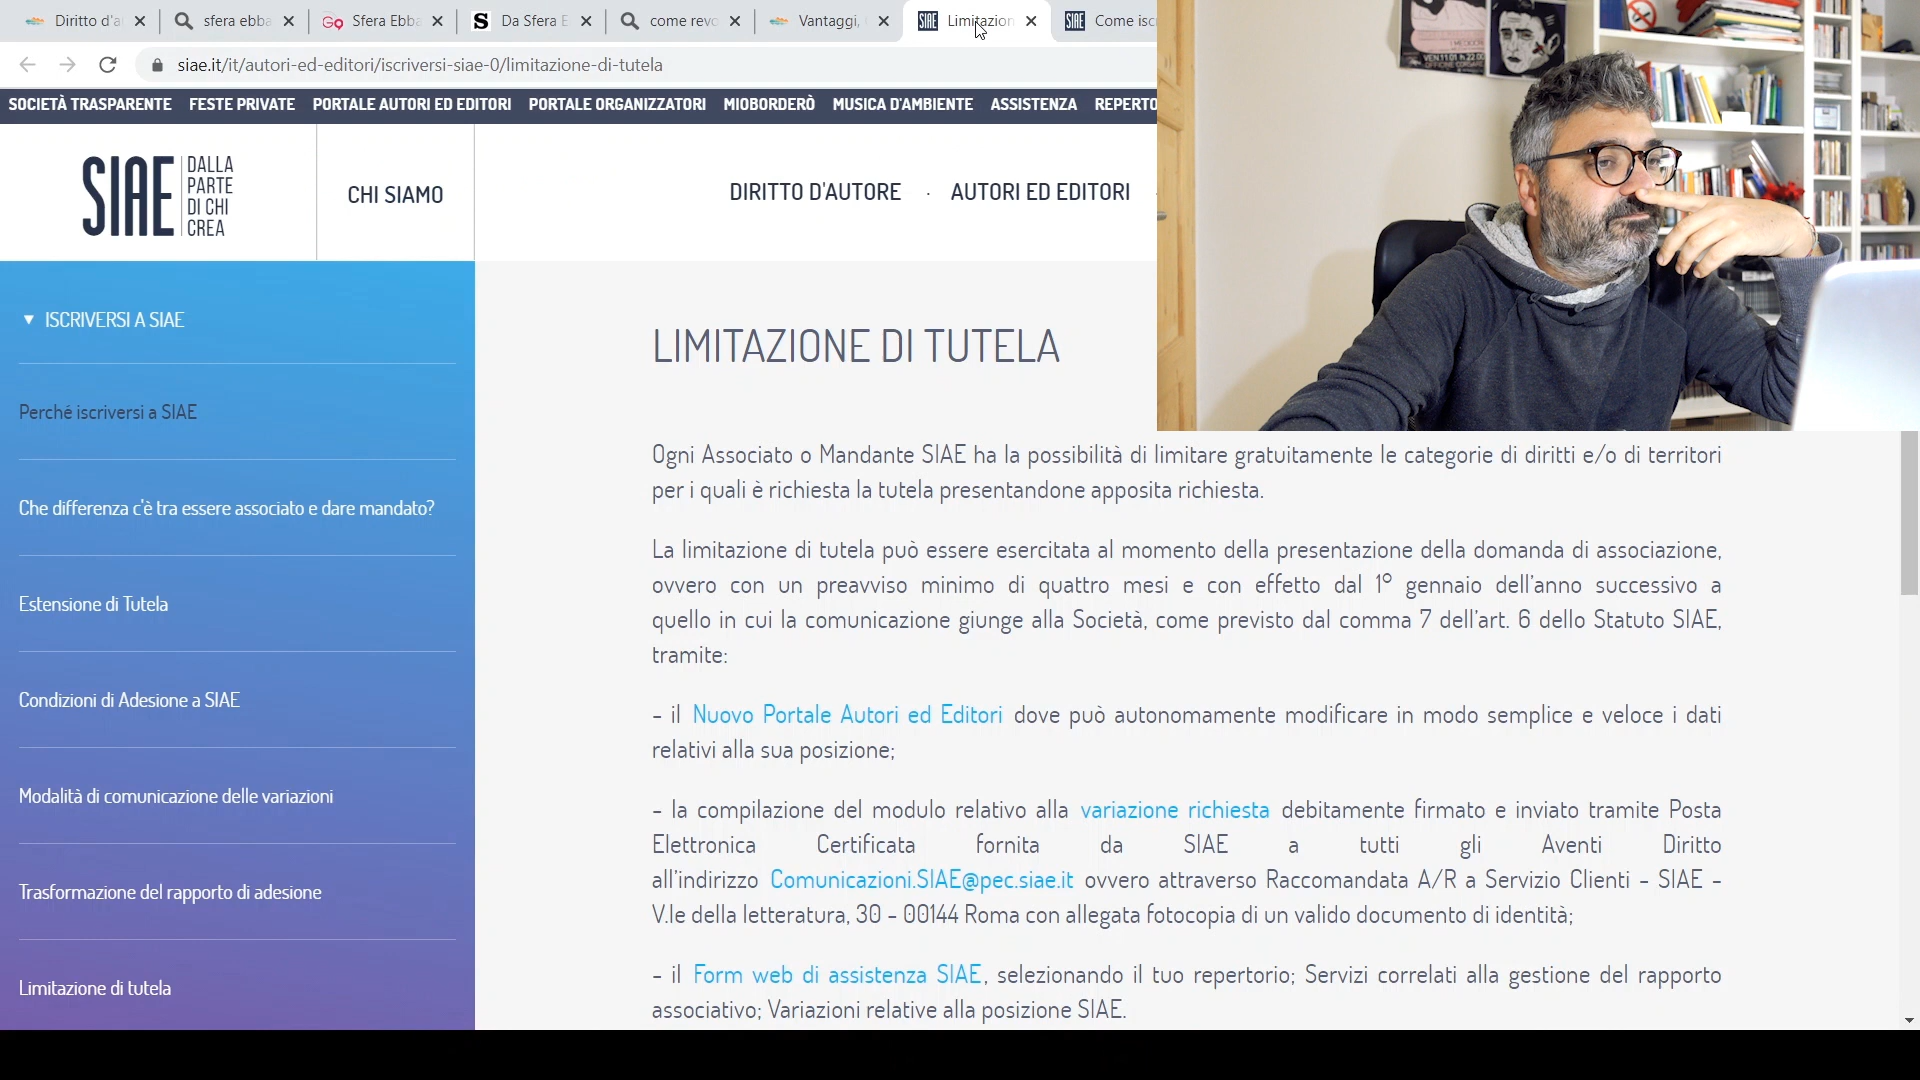 Diritto d'a
sfera ebba
Sfera Ebba
Da Sfera E
come revo
Vantaggi,
Limitazion
Come isc
siae.it/it/autori-ed-editori/iscriversi-siae-0/limitazione-di-tutela
SOCIETÀ TRASPARENTE FESTE PRIVATE PORTALE AUTORI ED EDITORI PORTALE ORGANIZZATORI MIOBORDERÒ MUSICA D'AMBIENTE ASSISTENZA REPERTO
SIAE
DALLA
PARTE
DI CHI
CREA
CHI SIAMO
DIRITTO D'AUTORE · AUTORI ED EDITORI
▼ ISCRIVERSI A SIAE
Perché iscriversi a SIAE
Che differenza c'è tra essere associato e dare mandato?
Estensione di Tutela
Condizioni di Adesione a SIAE
Modalità di comunicazione delle variazioni
Trasformazione del rapporto di adesione
Limitazione di tutela
LIMITAZIONE DI TUTELA
Ogni Associato o Mandante SIAE ha la possibilità di limitare gratuitamente le categorie di diritti e/o di territori
per i quali è richiesta la tutela presentandone apposita richiesta.
La limitazione di tutela può essere esercitata al momento della presentazione della domanda di associazione,
ovvero con un preavviso minimo di quattro mesi e con effetto dal 1° gennaio dell'anno successivo a
quello in cui la comunicazione giunge alla Società, come previsto dal comma 7 dell'art. 6 dello Statuto SIAE,
tramite:
- il Nuovo Portale Autori ed Editori dove può autonomamente modificare in modo semplice e veloce i dati
relativi alla sua posizione;
- la compilazione del modulo relativo alla variazione richiesta debitamente firmato e inviato tramite Posta
Elettronica Certificata fornita da SIAE a tutti gli Aventi Diritto
all'indirizzo Comunicazioni.SIAE@pec.siae.it ovvero attraverso Raccomandata A/R a Servizio Clienti - SIAE -
V.le della letteratura, 30 - 00144 Roma con allegata fotocopia di un valido documento di identità;
- il Form web di assistenza SIAE, selezionando il tuo repertorio; Servizi correlati alla gestione del rapporto
associativo; Variazioni relative alla posizione SIAE.